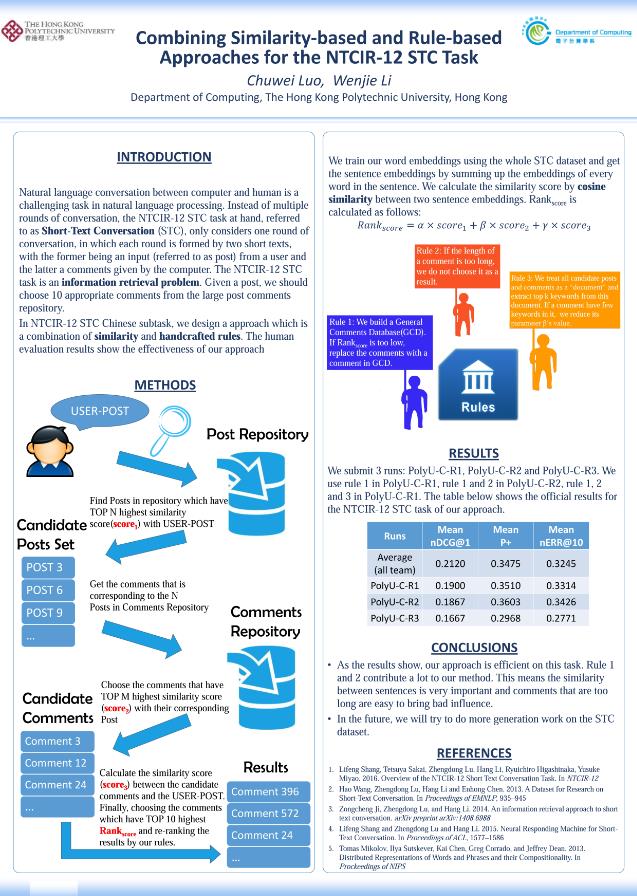 THE HONG KONG
POLYTECHNIC UNIVERSITY
香港理工大學
Combining Similarity-based and Rule-based
Approaches for the NTCIR-12 STC Task
Department of Computing
電子計算學系
Chuwei Luo, Wenjie Li
Department of Computing, The Hong Kong Polytechnic University, Hong Kong
INTRODUCTION
Natural language conversation between computer and human is a
challenging task in natural language processing. Instead of multiple
rounds of conversation, the NTCIR-12 STC task at hand, referred
to as Short-Text Conversation (STC), only considers one round of
conversation, in which each round is formed by two short texts,
with the former being an input (referred to as post) from a user and
the latter a comments given by the computer. The NTCIR-12 STC
task is an information retrieval problem. Given a post, we should
choose 10 appropriate comments from the large post comments
repository.
In NTCIR-12 STC Chinese subtask, we design a approach which is
a combination of similarity and handcrafted rules. The human
evaluation results show the effectiveness of our approach
METHODS
USER-POST
Post Repository
Find Posts in repository which have
TOP N highest similarity
score(score1) with USER-POST
Candidate
Posts Set
POST 3
POST 6
POST 9
...
Get the comments that is
corresponding to the N
Posts in Comments Repository
Comments
Repository
Choose the comments that have
TOP M highest similarity score
(score2) with their corresponding
Post
Candidate
Comments
Comment 3
Comment 12
Comment 24
...
Calculate the similarity score
(score3) between the candidate
comments and the USER-POST.
Finally, choosing the comments
which have TOP 10 highest
Rankscore and re-ranking the
results by our rules.
Results
Comment 396
Comment 572
Comment 24
...
We train our word embeddings using the whole STC dataset and get
the sentence embeddings by summing up the embeddings of every
word in the sentence. We calculate the similarity score by cosine
similarity between two sentence embeddings. Rankscore is
calculated as follows:
Rankscore = α × score1 + β × score2 + γ × score3
Rule 2: If the length of
a comment is too long,
we do not choose it as a
result.
Rule 3: We treat all candidate posts
and comments as a "document" and
extract top k keywords from this
document. If a comment have few
keywords in it, we reduce its
parameter β's value.
Rule 1: We build a General
Comments Database(GCD).
If Rankscore is too low,
replace the comments with a
comment in GCD.
Rules
RESULTS
We submit 3 runs: PolyU-C-R1, PolyU-C-R2 and PolyU-C-R3. We
use rule 1 in PolyU-C-R1, rule 1 and 2 in PolyU-C-R2, rule 1, 2
and 3 in PolyU-C-R1. The table below shows the official results for
the NTCIR-12 STC task of our approach.
Runs Mean nDCG@1 Mean P+ Mean nERR@10
Average (all team) 0.2120 0.3475 0.3245
PolyU-C-R1 0.1900 0.3510 0.3314
PolyU-C-R2 0.1867 0.3603 0.3426
PolyU-C-R3 0.1667 0.2968 0.2771
CONCLUSIONS
• As the results show, our approach is efficient on this task. Rule 1
and 2 contribute a lot to our method. This means the similarity
between sentences is very important and comments that are too
long are easy to bring bad influence.
• In the future, we will try to do more generation work on the STC
dataset.
REFERENCES
1. Lifeng Shang, Tetsuya Sakai, Zhengdong Lu, Hang Li, Ryuichiro Higashinaka, Yusuke
Miyao. 2016. Overview of the NTCIR-12 Short Text Conversation Task. In NTCIR-12
2. Hao Wang, Zhengdong Lu, Hang Li and Enhong Chen. 2013. A Dataset for Research on
Short-Text Conversation. In Proceedings of EMNLP, 935–945
3. Zongcheng Ji, Zhengdong Lu, and Hang Li. 2014. An information retrieval approach to short
text conversation. arXiv preprint arXiv:1408.6988
4. Lifeng Shang and Zhengdong Lu and Hang Li. 2015. Neural Responding Machine for Short-
Text Conversation. In Proceedings of ACL, 1577–1586
5. Tomas Mikolov, Ilya Sutskever, Kai Chen, Greg Corrado, and Jeffrey Dean. 2013.
Distributed Representations of Words and Phrases and their Compositionality. In
Prockeedings of NIPS